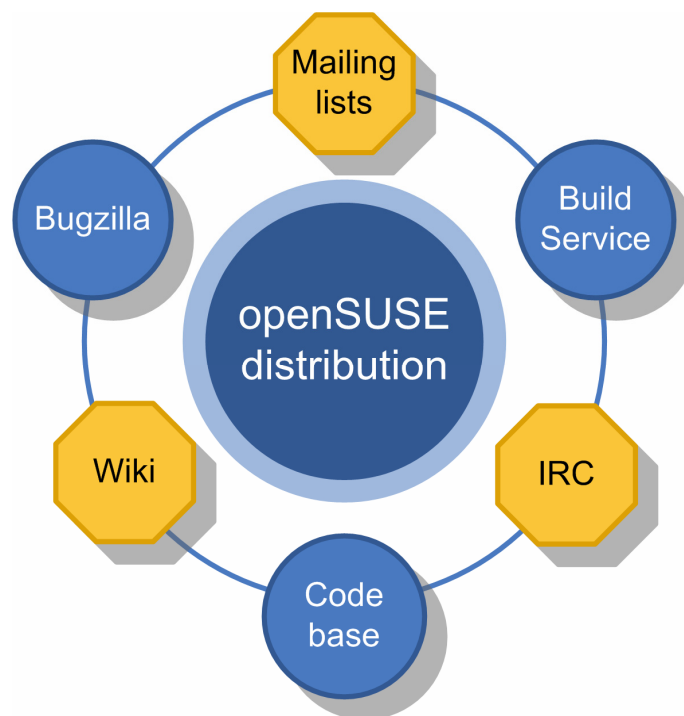 Mailing
lists
Bugzilla
Build
Service
openSUSE
distribution
Wiki
IRC
Code
base